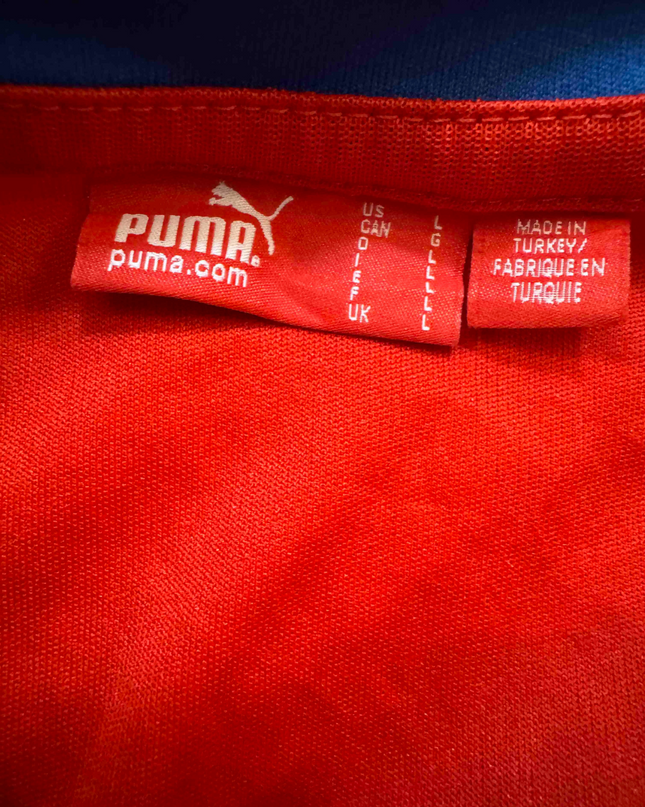 PUMA®
puma.com
US L
CAN G
D L
I L
E L
F L
UK L
MADE IN
TURKEY/
FABRIQUE EN
TURQUIE